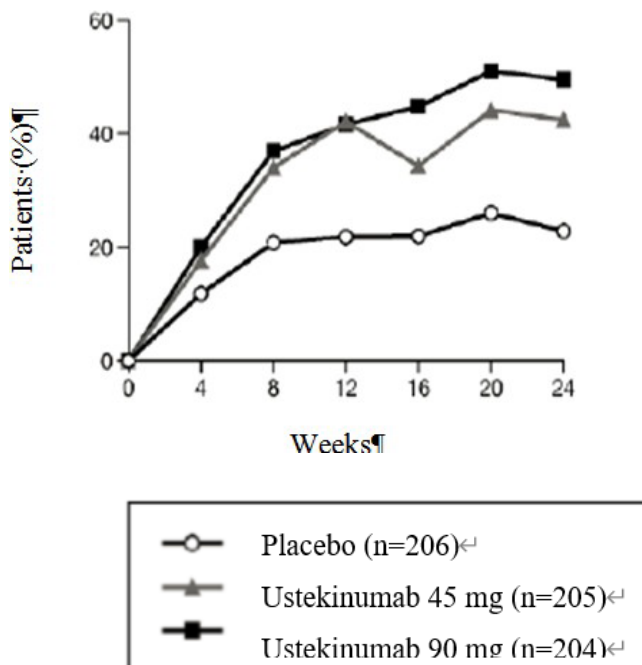 60
40
20
0
Patients·(%)¶
0 4 8 12 16 20 24
Weeks¶
Placebo (n=206)↵
Ustekinumab 45 mg (n=205)↵
Ustekinumab 90 mg (n=204)↵